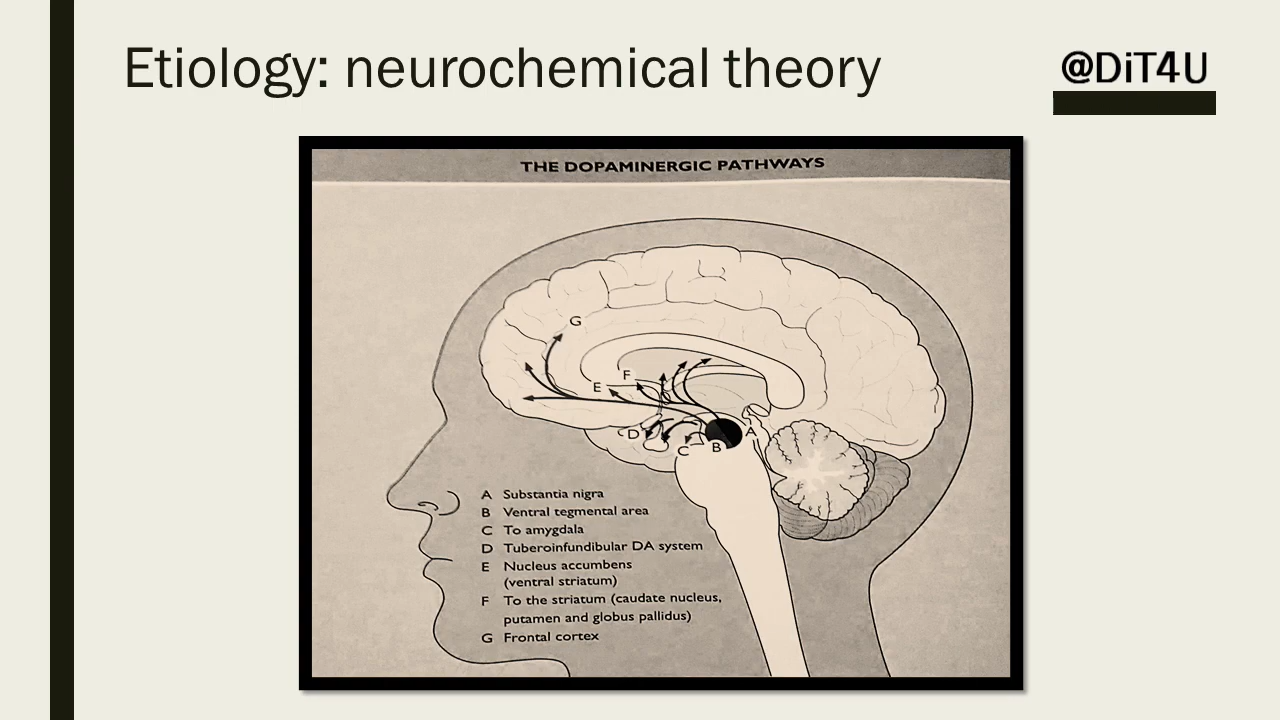 Etiology: neurochemical theory
@DiT4U
THE DOPAMINERGIC PATHWAYS
G
F
E
D
A
B
C
A Substantia nigra
B Ventral tegmental area
C To amygdala
D Tuberoinfundibular DA system
E Nucleus accumbens
(ventral striatum)
F To the striatum (caudate nucleus,
putamen and globus pallidus)
G Frontal cortex